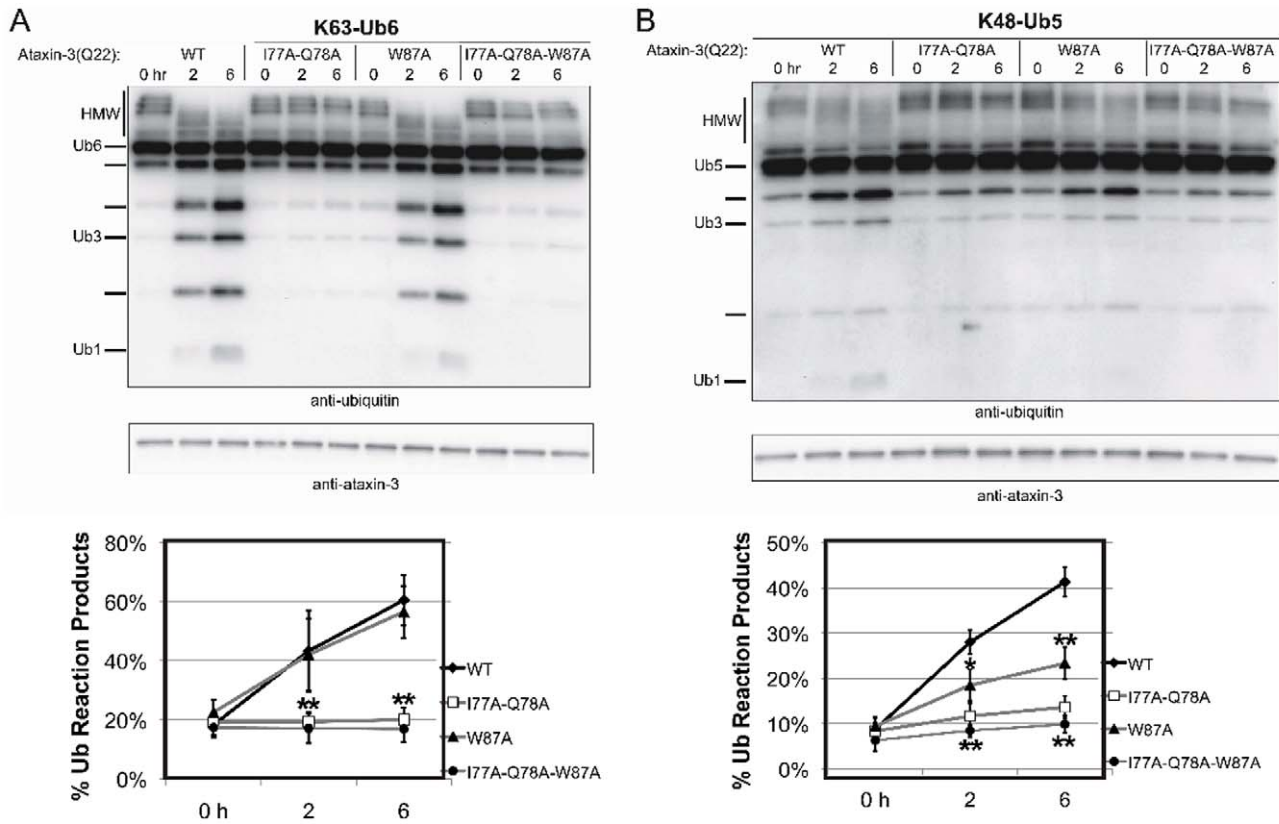 A
K63-Ub6
Ataxin-3(Q22): WT I77A-Q78A W87A I77A-Q78A-W87A
0 hr 2 6 0 2 6 0 2 6 0 2 6
HMW
Ub6
Ub3
Ub1
anti-ubiquitin
anti-ataxin-3
80%
60%
40%
20%
0%
% Ub Reaction Products
** **
0 h 2 6
WT
I77A-Q78A
W87A
I77A-Q78A-W87A
B
K48-Ub5
Ataxin-3(Q22): WT I77A-Q78A W87A I77A-Q78A-W87A
0 hr 2 6 0 2 6 0 2 6 0 2 6
HMW
Ub5
Ub3
Ub1
anti-ubiquitin
anti-ataxin-3
50%
40%
30%
20%
10%
0%
% Ub Reaction Products
* **
** **
0 h 2 6
WT
I77A-Q78A
W87A
I77A-Q78A-W87A